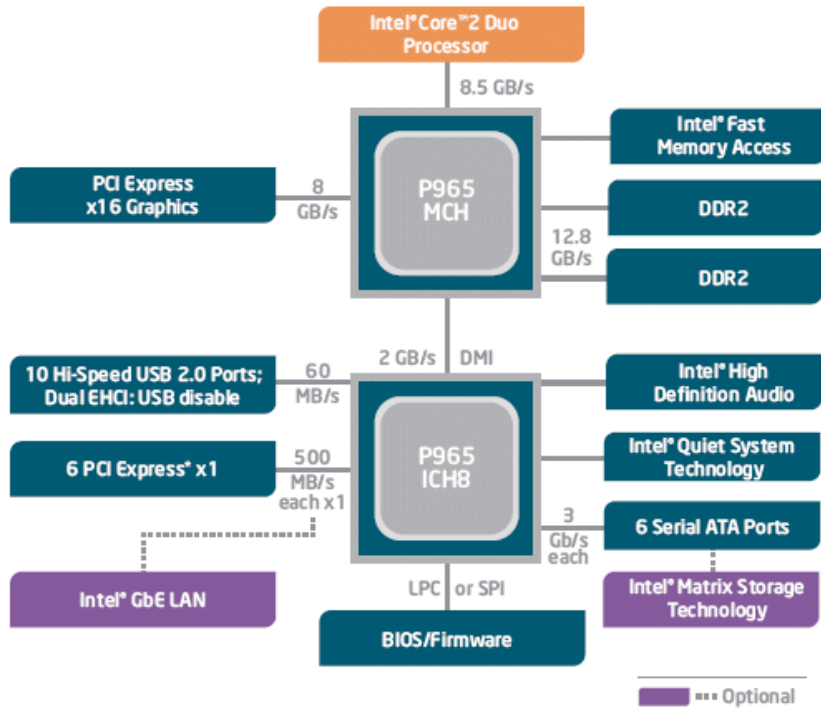 Intel® Core™2 Duo
Processor
8.5 GB/s
Intel® Fast
Memory Access
PCI Express
x16 Graphics
8
GB/s
P965
MCH
DDR2
12.8
GB/s
DDR2
2 GB/s DMI
10 Hi-Speed USB 2.0 Ports;
Dual EHCI: USB disable
60
MB/s
Intel® High
Definition Audio
6 PCI Express* x1
500
MB/s
each x1
P965
ICH8
Intel® Quiet System
Technology
3
Gb/s
each
6 Serial ATA Ports
Intel® GbE LAN
LPC or SPI
Intel® Matrix Storage
Technology
BIOS/Firmware
Optional